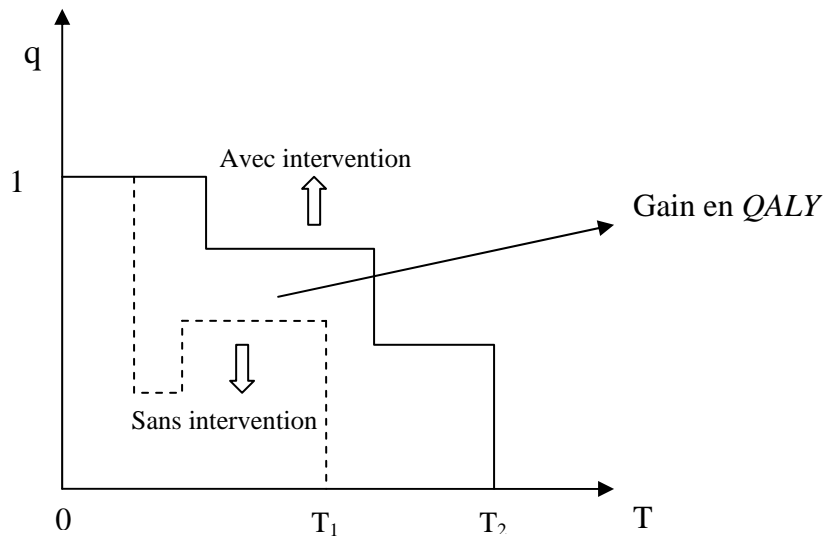 q
Avec intervention
1
Gain en QALY
Sans intervention
0
T₁
T₂
T